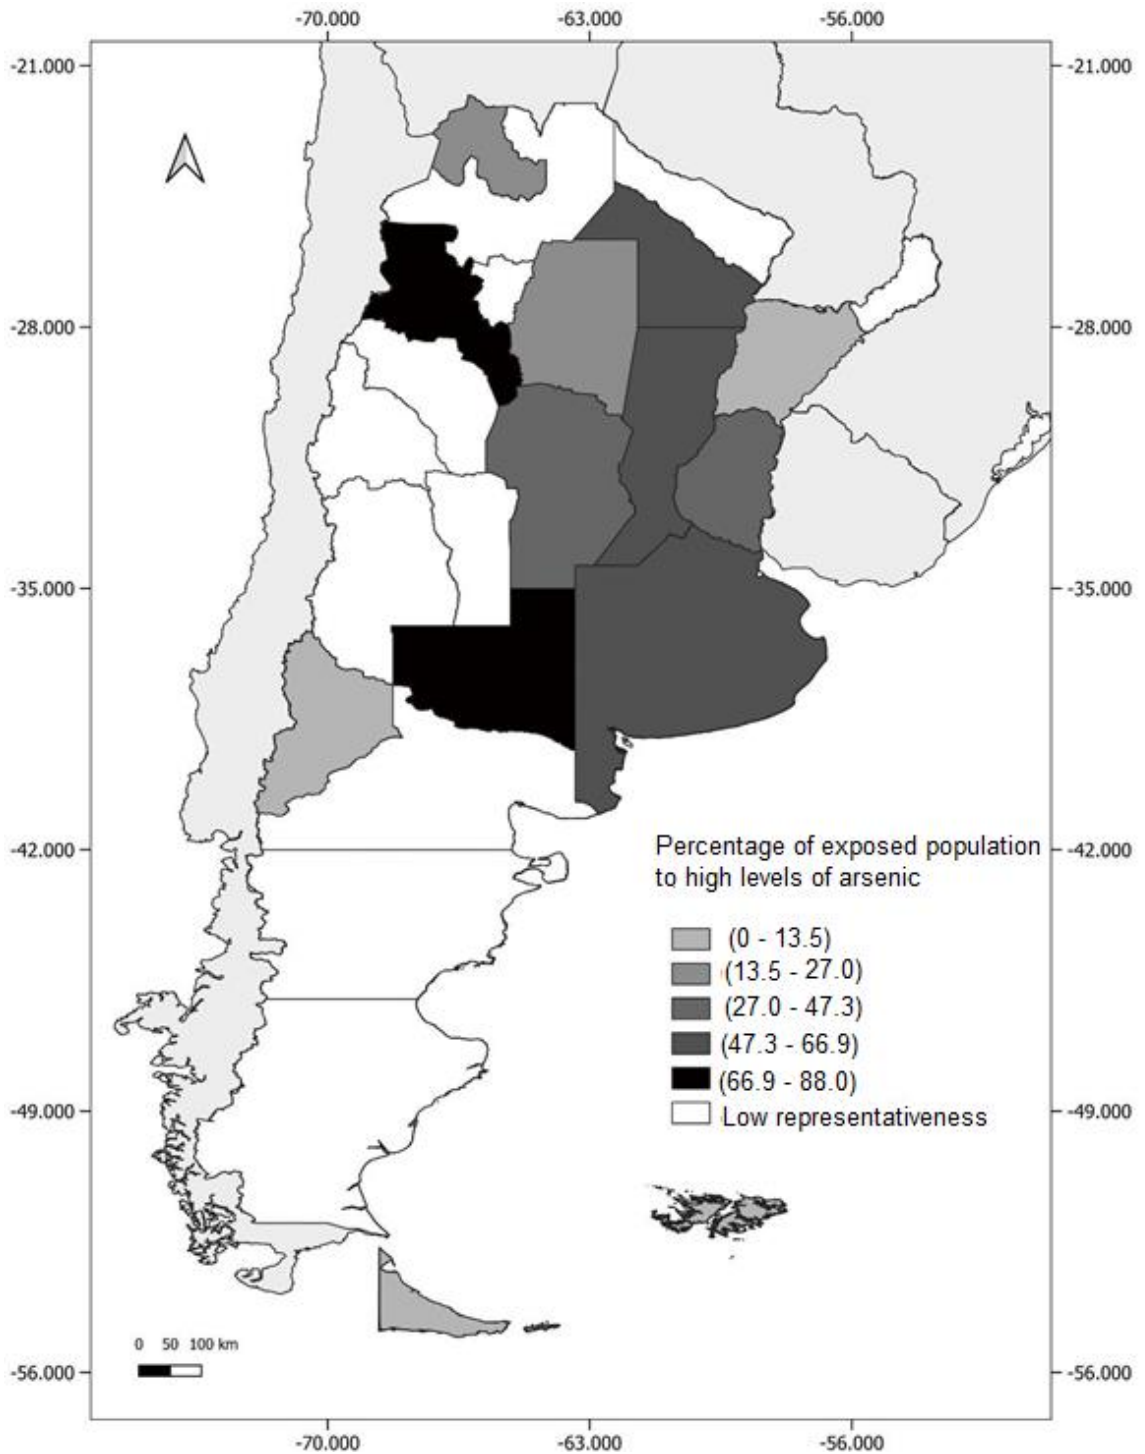 -70.000 -63.000 -56.000
-21.000 -21.000
-28.000 -28.000
-35.000 -35.000
-42.000 -42.000
Percentage of exposed population
to high levels of arsenic
(0 - 13.5)
(13.5 - 27.0)
(27.0 - 47.3)
(47.3 - 66.9)
(66.9 - 88.0)
Low representativeness
-49.000 -49.000
0 50 100 km
-56.000 -56.000
-70.000 -63.000 -56.000